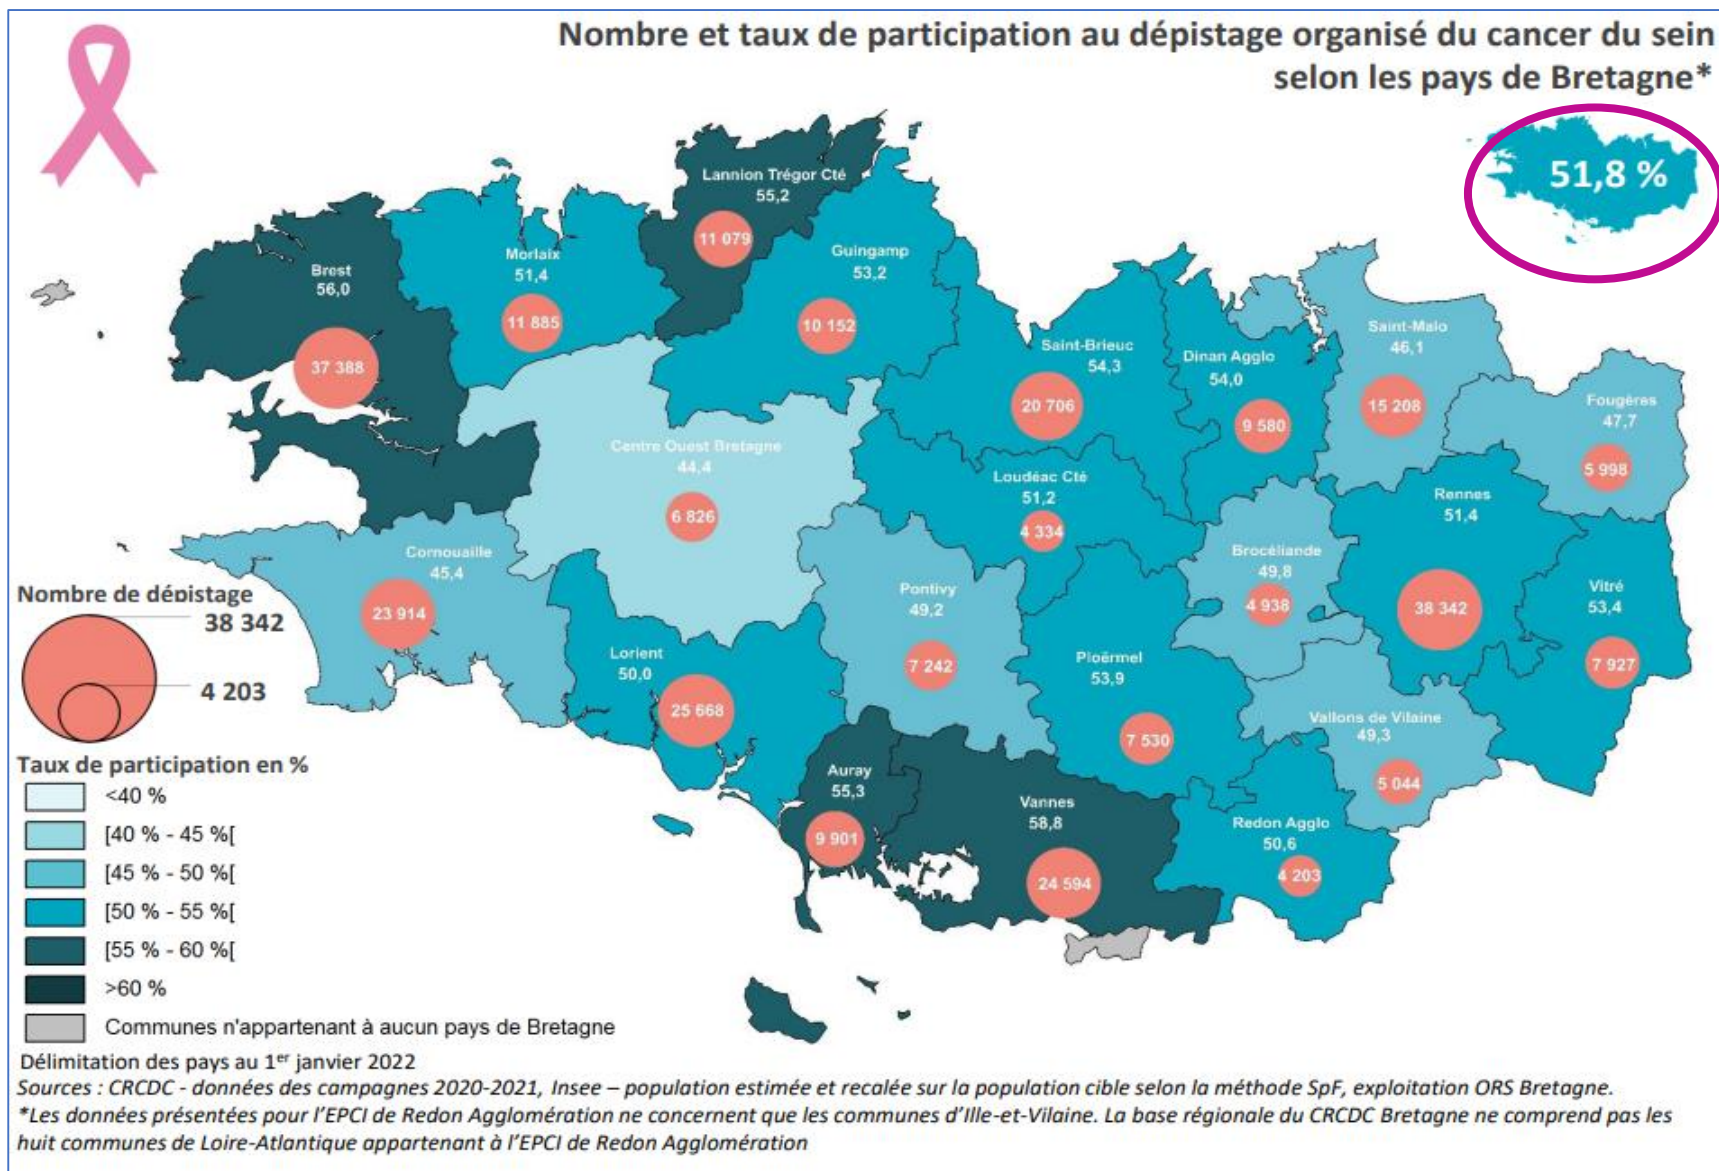 Nombre et taux de participation au dépistage organisé du cancer du sein
selon les pays de Bretagne*
51,8 %
Lannion Trégor Cté
55,2
11 079
Brest
56,0
37 388
Morlaix
51,4
11 885
Guingamp
53,2
10 152
Saint-Brieuc
54,3
20 706
Dinan Agglo
54,0
9 580
Saint-Malo
46,1
15 208
Fougères
47,7
5 998
Centre Ouest Bretagne
44,4
6 826
Loudéac Cté
51,2
4 334
Rennes
51,4
38 342
Brocéliande
49,8
4 938
Vitré
53,4
7 927
Cornouaille
45,4
23 914
Pontivy
49,2
7 242
Lorient
50,0
25 668
Ploërmel
53,9
7 530
Vallons de Vilaine
49,3
5 044
Auray
55,3
9 901
Vannes
58,8
24 594
Redon Agglo
50,6
4 203
Nombre de dépistage
38 342
4 203
Taux de participation en %
<40 %
[40 % - 45 %[
[45 % - 50 %[
[50 % - 55 %[
[55 % - 60 %[
>60 %
Communes n'appartenant à aucun pays de Bretagne
Délimitation des pays au 1er janvier 2022
Sources : CRCDC - données des campagnes 2020-2021, Insee – population estimée et recalée sur la population cible selon la méthode SpF, exploitation ORS Bretagne.
*Les données présentées pour l'EPCI de Redon Agglomération ne concernent que les communes d'Ille-et-Vilaine. La base régionale du CRCDC Bretagne ne comprend pas les
huit communes de Loire-Atlantique appartenant à l'EPCI de Redon Agglomération